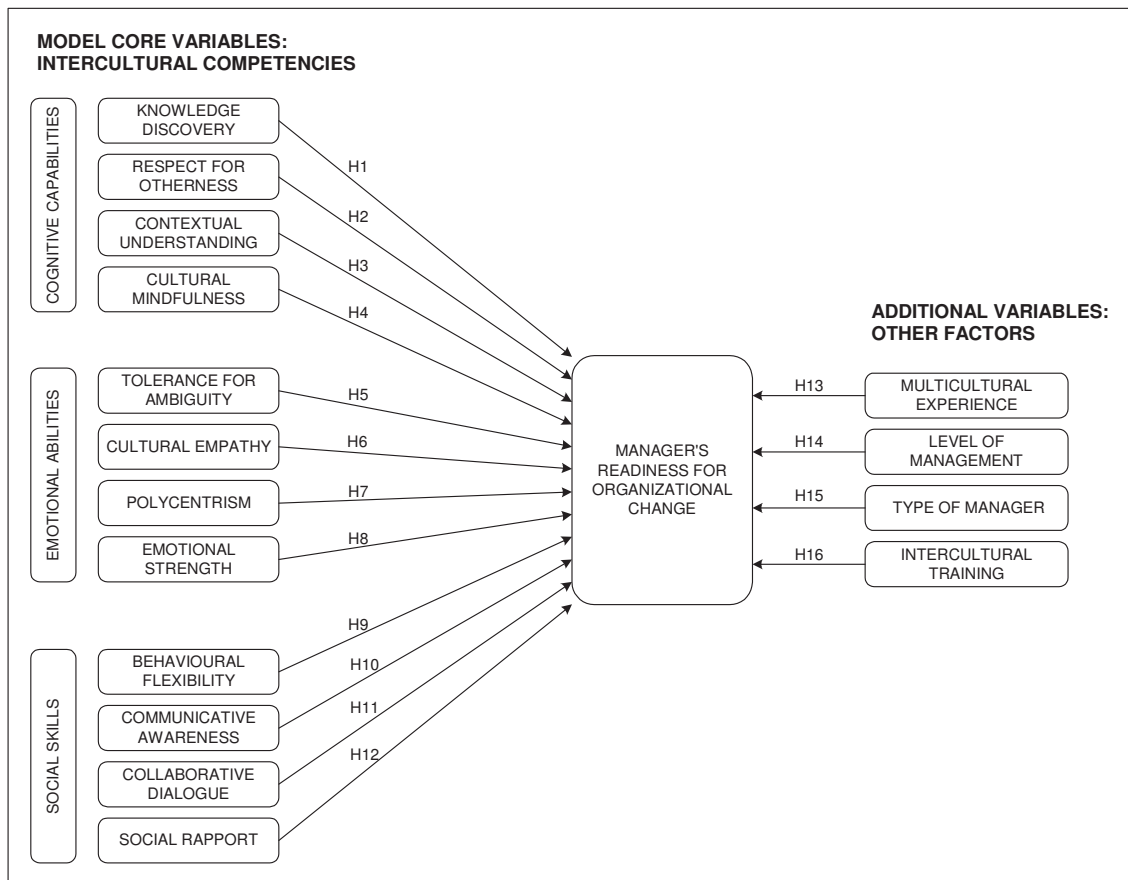 MODEL CORE VARIABLES:
INTERCULTURAL COMPETENCIES
COGNITIVE CAPABILITIES
KNOWLEDGE
DISCOVERY
RESPECT FOR
OTHERNESS
CONTEXTUAL
UNDERSTANDING
CULTURAL
MINDFULNESS
H1
H2
H3
H4
EMOTIONAL ABILITIES
TOLERANCE FOR
AMBIGUITY
CULTURAL EMPATHY
POLYCENTRISM
EMOTIONAL
STRENGTH
H5
H6
H7
H8
SOCIAL SKILLS
BEHAVIOURAL
FLEXIBILITY
COMMUNICATIVE
AWARENESS
COLLABORATIVE
DIALOGUE
SOCIAL RAPPORT
H9
H10
H11
H12
MANAGER'S
READINESS FOR
ORGANIZATIONAL
CHANGE
ADDITIONAL VARIABLES:
OTHER FACTORS
H13
MULTICULTURAL
EXPERIENCE
H14
LEVEL OF
MANAGEMENT
H15
TYPE OF MANAGER
H16
INTERCULTURAL
TRAINING